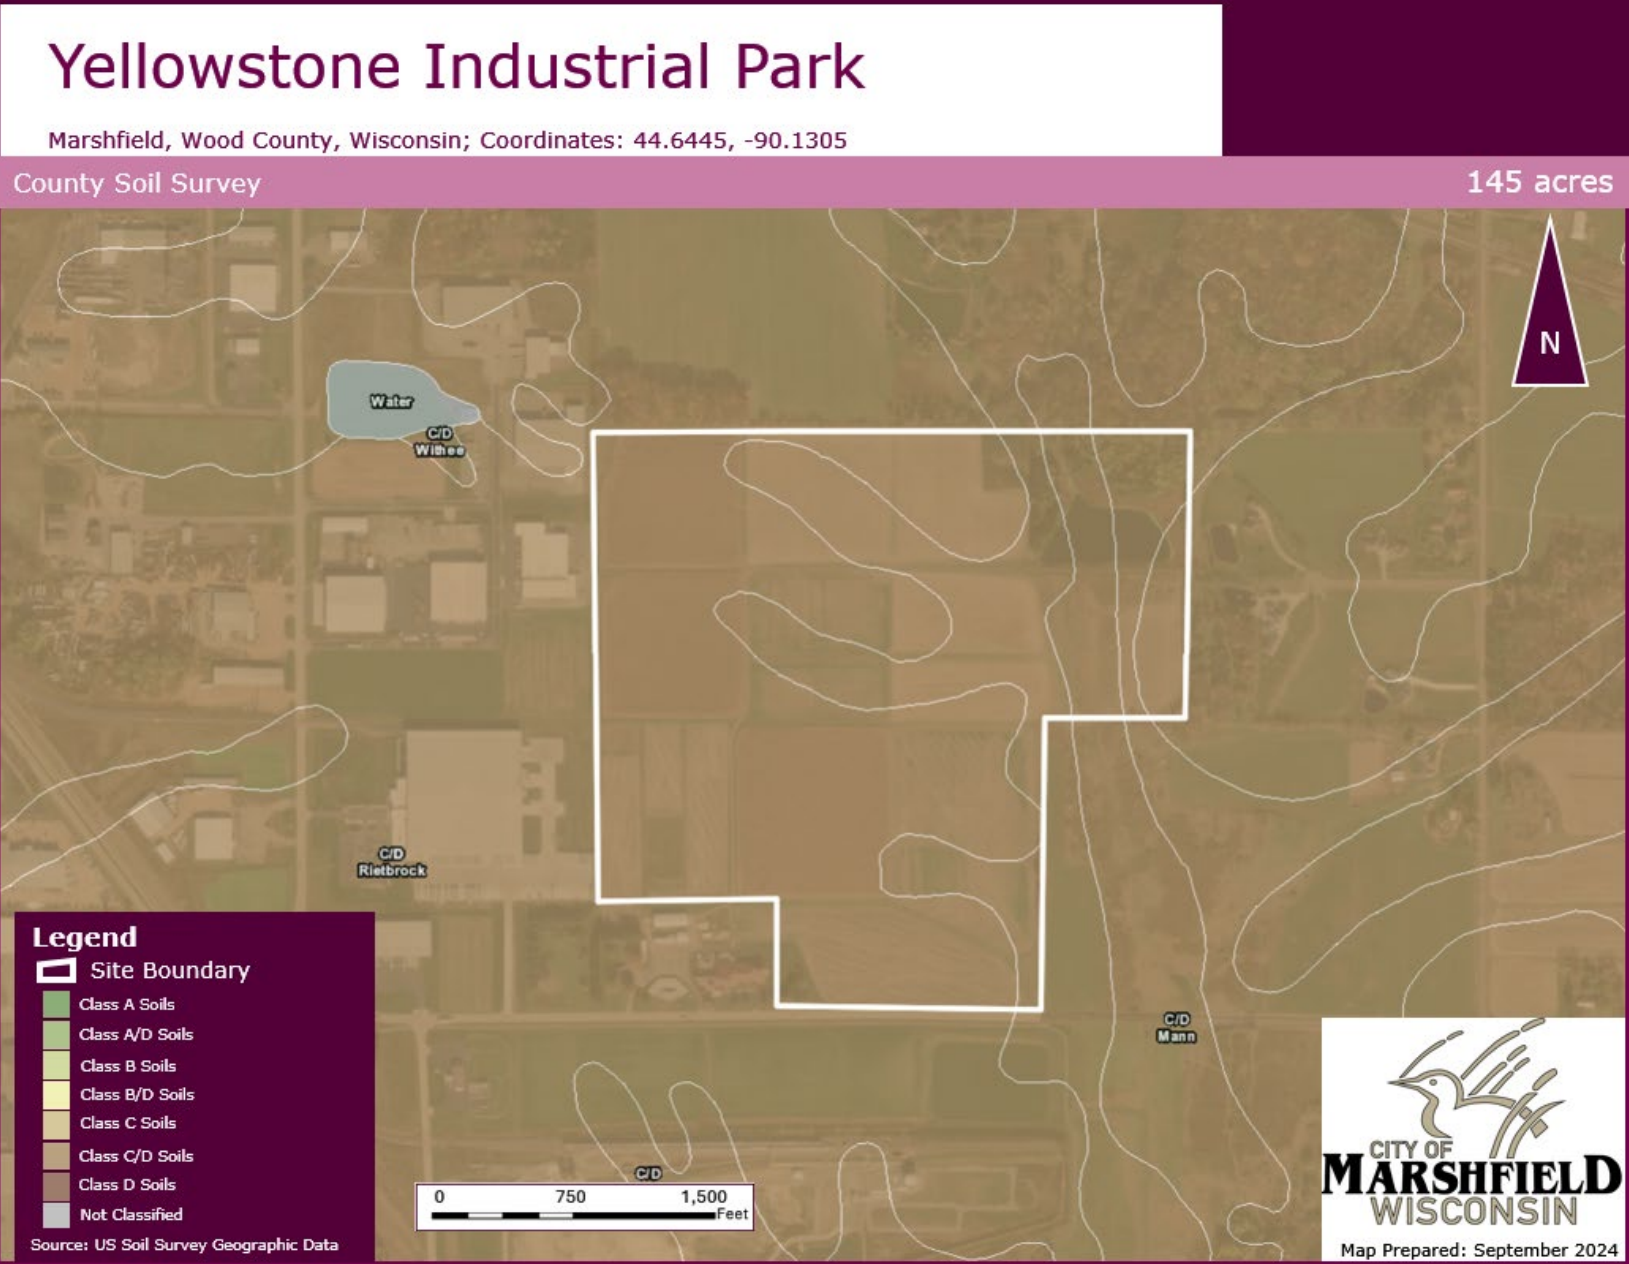 Yellowstone Industrial Park
Marshfield, Wood County, Wisconsin; Coordinates: 44.6445, -90.1305
County Soil Survey
145 acres
N
Water
C/D
Withee
C/D
Rietbrock
C/D
Mann
C/D
Legend
Site Boundary
Class A Soils
Class A/D Soils
Class B Soils
Class B/D Soils
Class C Soils
Class C/D Soils
Class D Soils
Not Classified
Source: US Soil Survey Geographic Data
0 750 1,500
Feet
CITY OF
MARSHFIELD
WISCONSIN
Map Prepared: September 2024